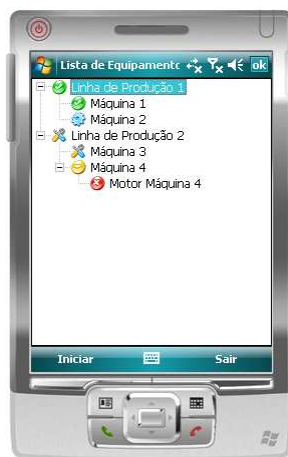 Lista de Equipamentc ok
Linha de Produção 1
Máquina 1
Máquina 2
Linha de Produção 2
Máquina 3
Máquina 4
Motor Máquina 4
Iniciar Sair